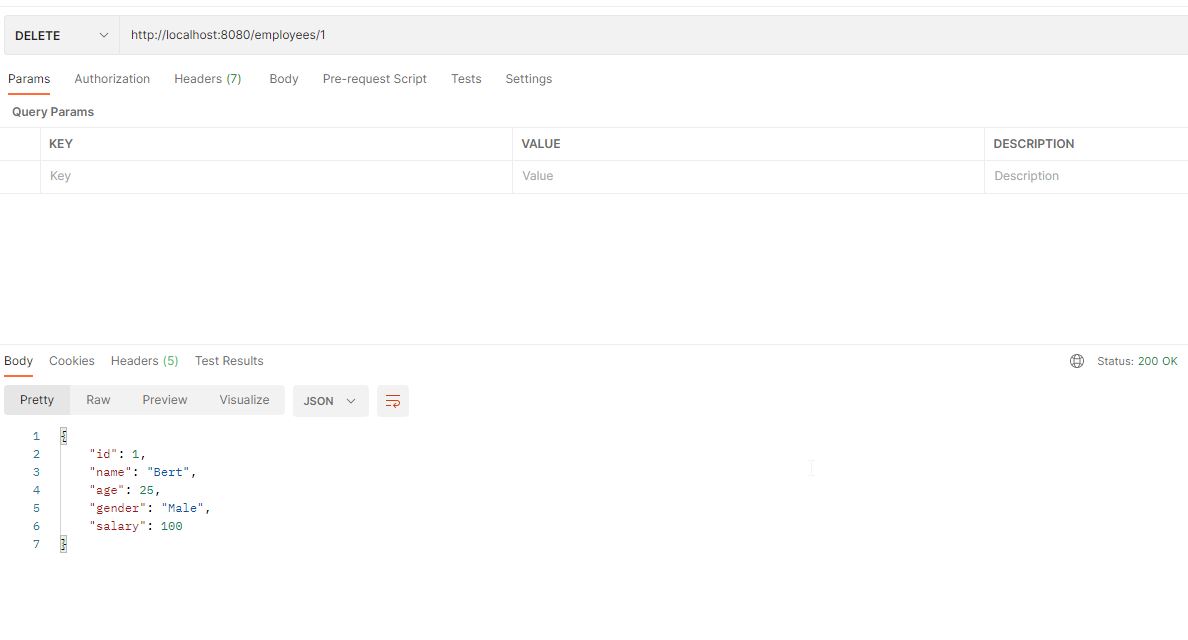 DELETE http://localhost:8080/employees/1
Params Authorization Headers (7) Body Pre-request Script Tests Settings
Query Params
KEY VALUE DESCRIPTION
Key Value Description
Body Cookies Headers (5) Test Results Status: 200 OK
Pretty Raw Preview Visualize JSON
1 {
2 "id": 1,
3 "name": "Bert",
4 "age": 25,
5 "gender": "Male",
6 "salary": 100
7 }